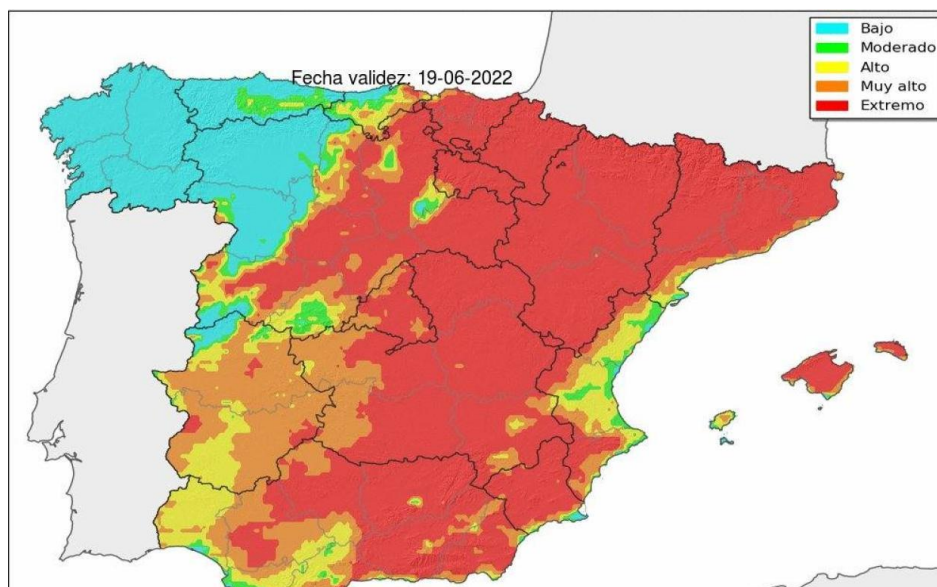 Fecha validez: 19-06-2022
Bajo
Moderado
Alto
Muy alto
Extremo